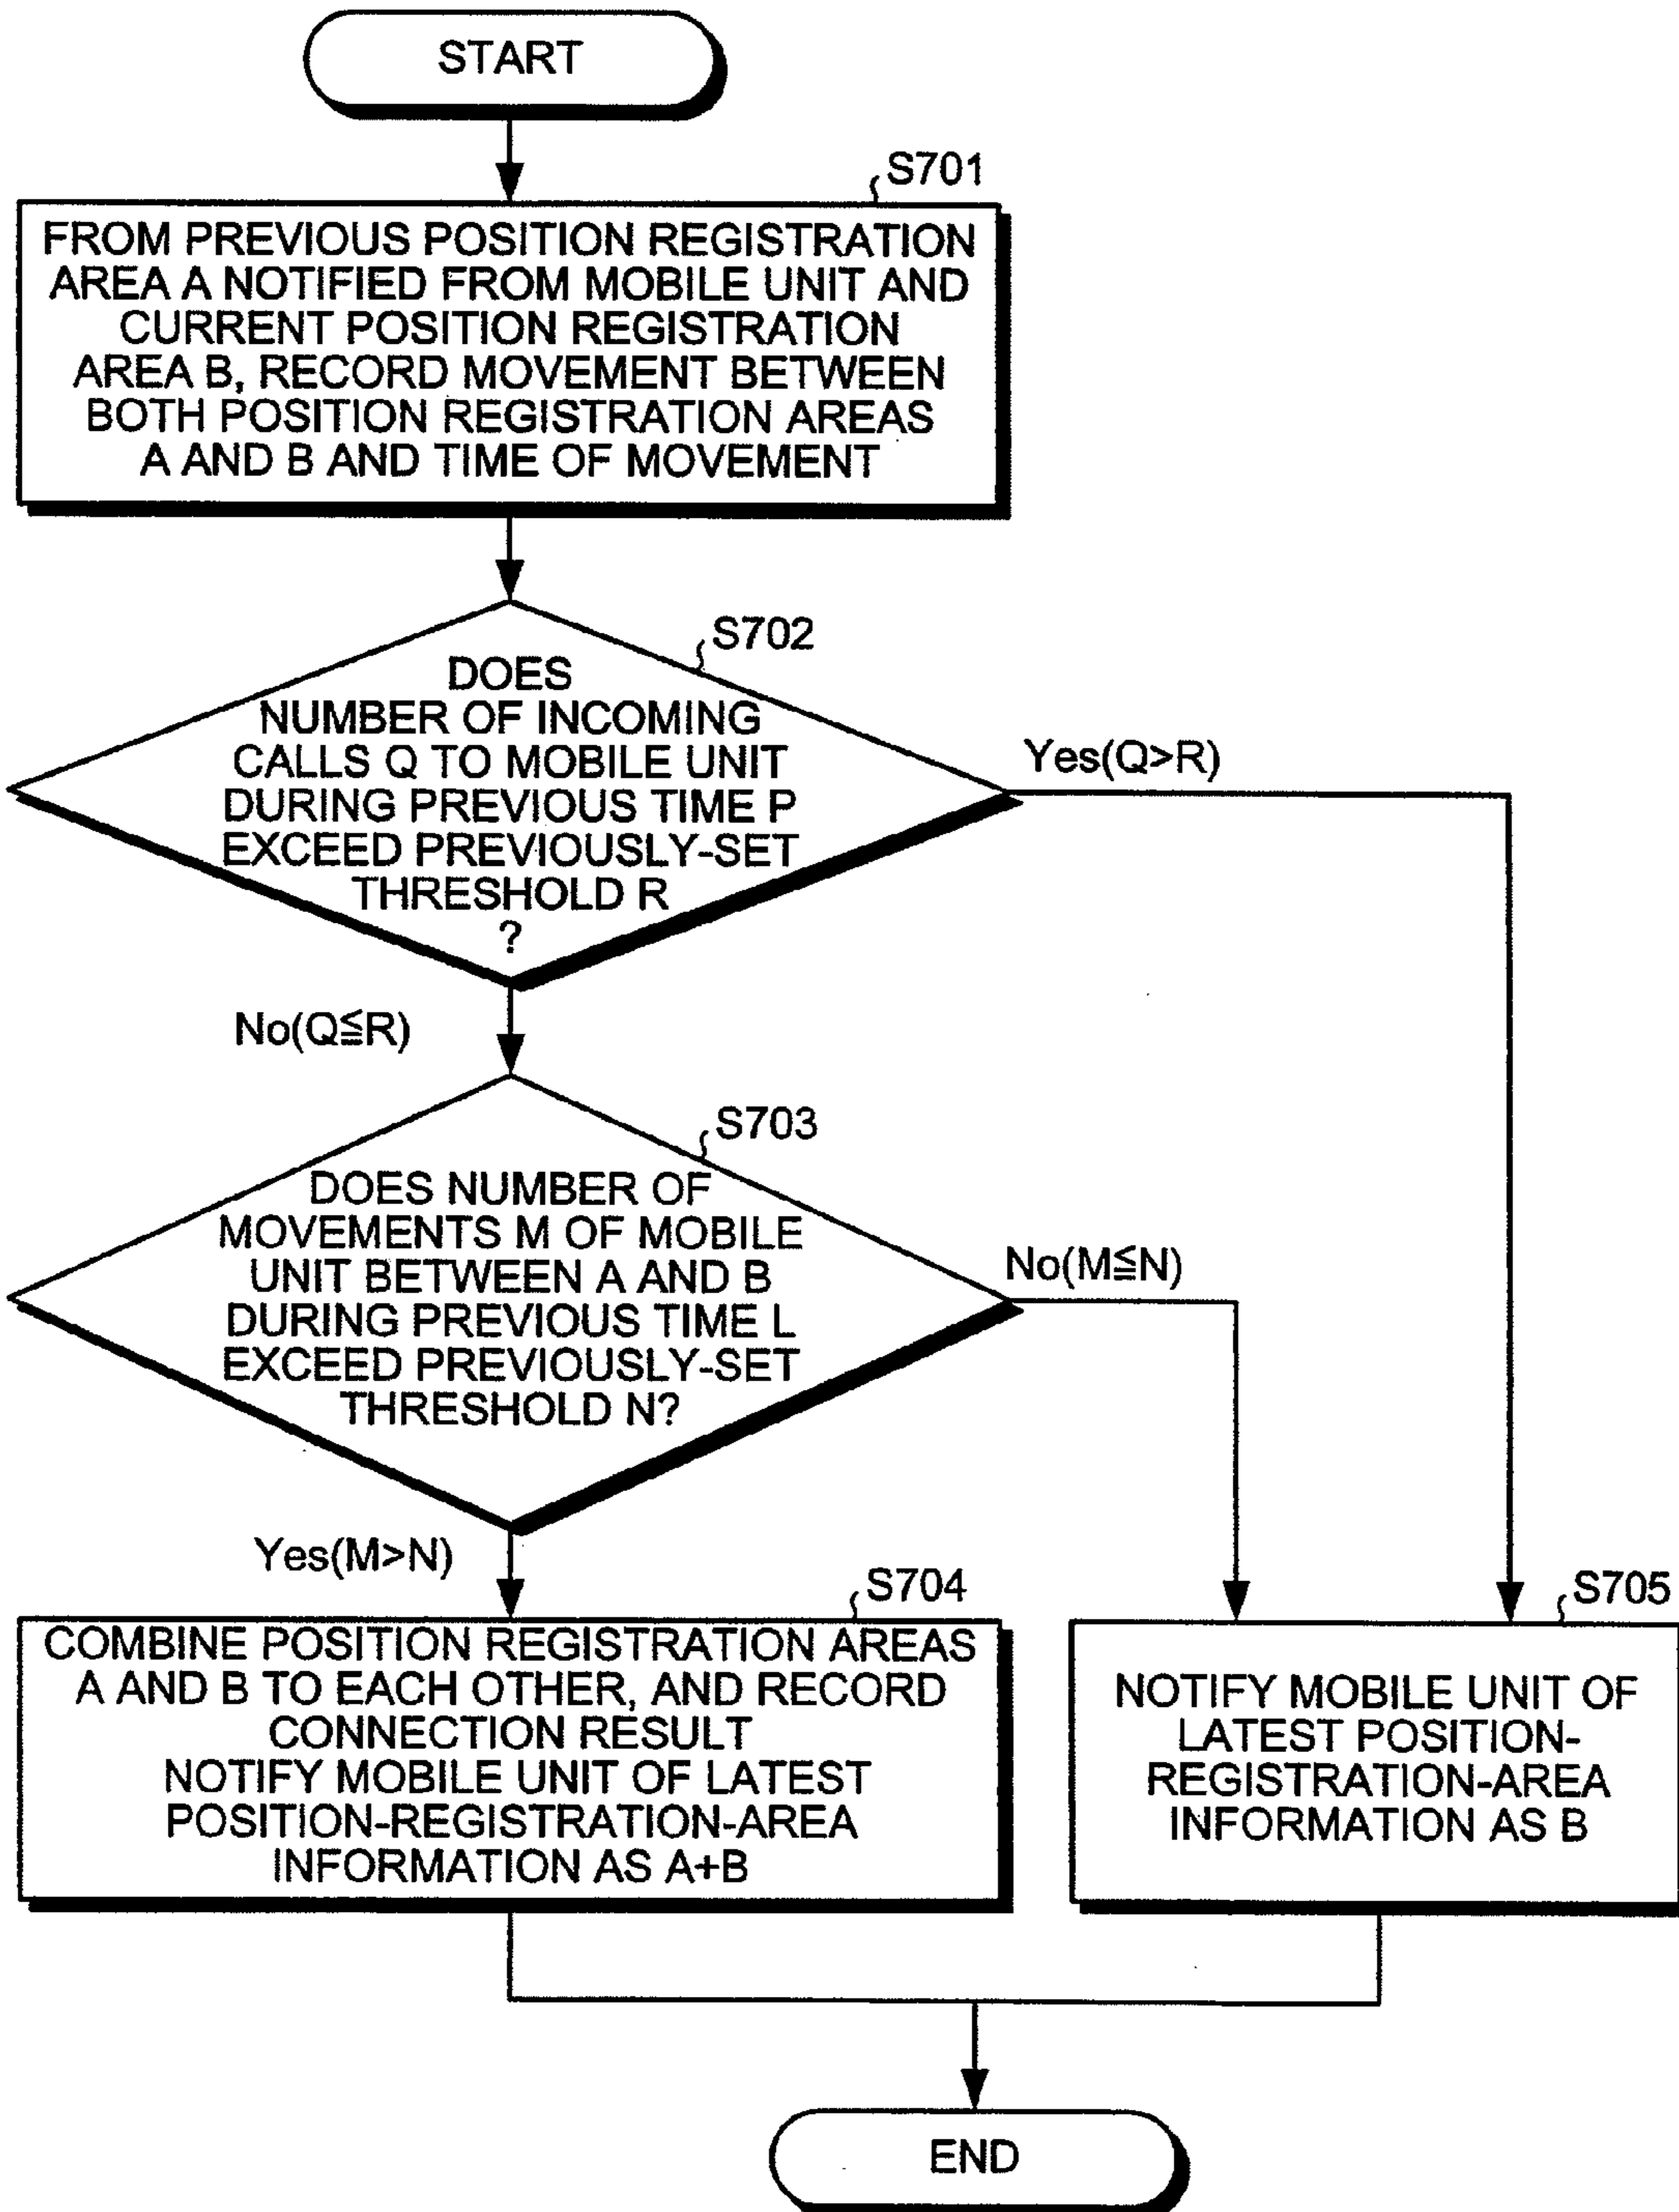 START
S701
FROM PREVIOUS POSITION REGISTRATION
AREA A NOTIFIED FROM MOBILE UNIT AND
CURRENT POSITION REGISTRATION
AREA B, RECORD MOVEMENT BETWEEN
BOTH POSITION REGISTRATION AREAS
A AND B AND TIME OF MOVEMENT
S702
DOES
NUMBER OF INCOMING
CALLS Q TO MOBILE UNIT
DURING PREVIOUS TIME P
EXCEED PREVIOUSLY-SET
THRESHOLD R
?
Yes(Q>R)
No(Q≦R)
S703
DOES NUMBER OF
MOVEMENTS M OF MOBILE
UNIT BETWEEN A AND B
DURING PREVIOUS TIME L
EXCEED PREVIOUSLY-SET
THRESHOLD N?
No(M≦N)
Yes(M>N)
S704
COMBINE POSITION REGISTRATION AREAS
A AND B TO EACH OTHER, AND RECORD
CONNECTION RESULT
NOTIFY MOBILE UNIT OF LATEST
POSITION-REGISTRATION-AREA
INFORMATION AS A+B
S705
NOTIFY MOBILE UNIT OF
LATEST POSITION-
REGISTRATION-AREA
INFORMATION AS B
END